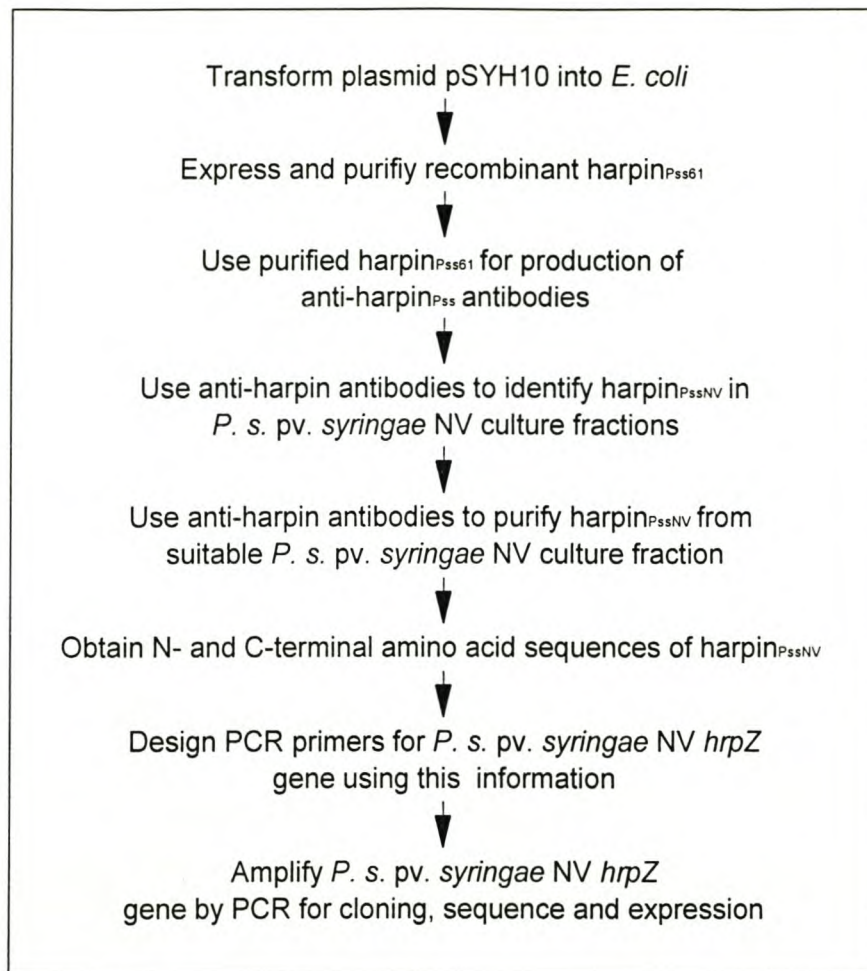 Transform plasmid pSYH10 into E. coli
Express and purifiy recombinant harpinPss61
Use purified harpinPss61 for production of
anti-harpinPss antibodies
Use anti-harpin antibodies to identify harpinPssNV in
P. s. pv. syringae NV culture fractions
Use anti-harpin antibodies to purify harpinPssNV from
suitable P. s. pv. syringae NV culture fraction
Obtain N- and C-terminal amino acid sequences of harpinPssNV
Design PCR primers for P. s. pv. syringae NV hrpZ
gene using this information
Amplify P. s. pv. syringae NV hrpZ
gene by PCR for cloning, sequence and expression